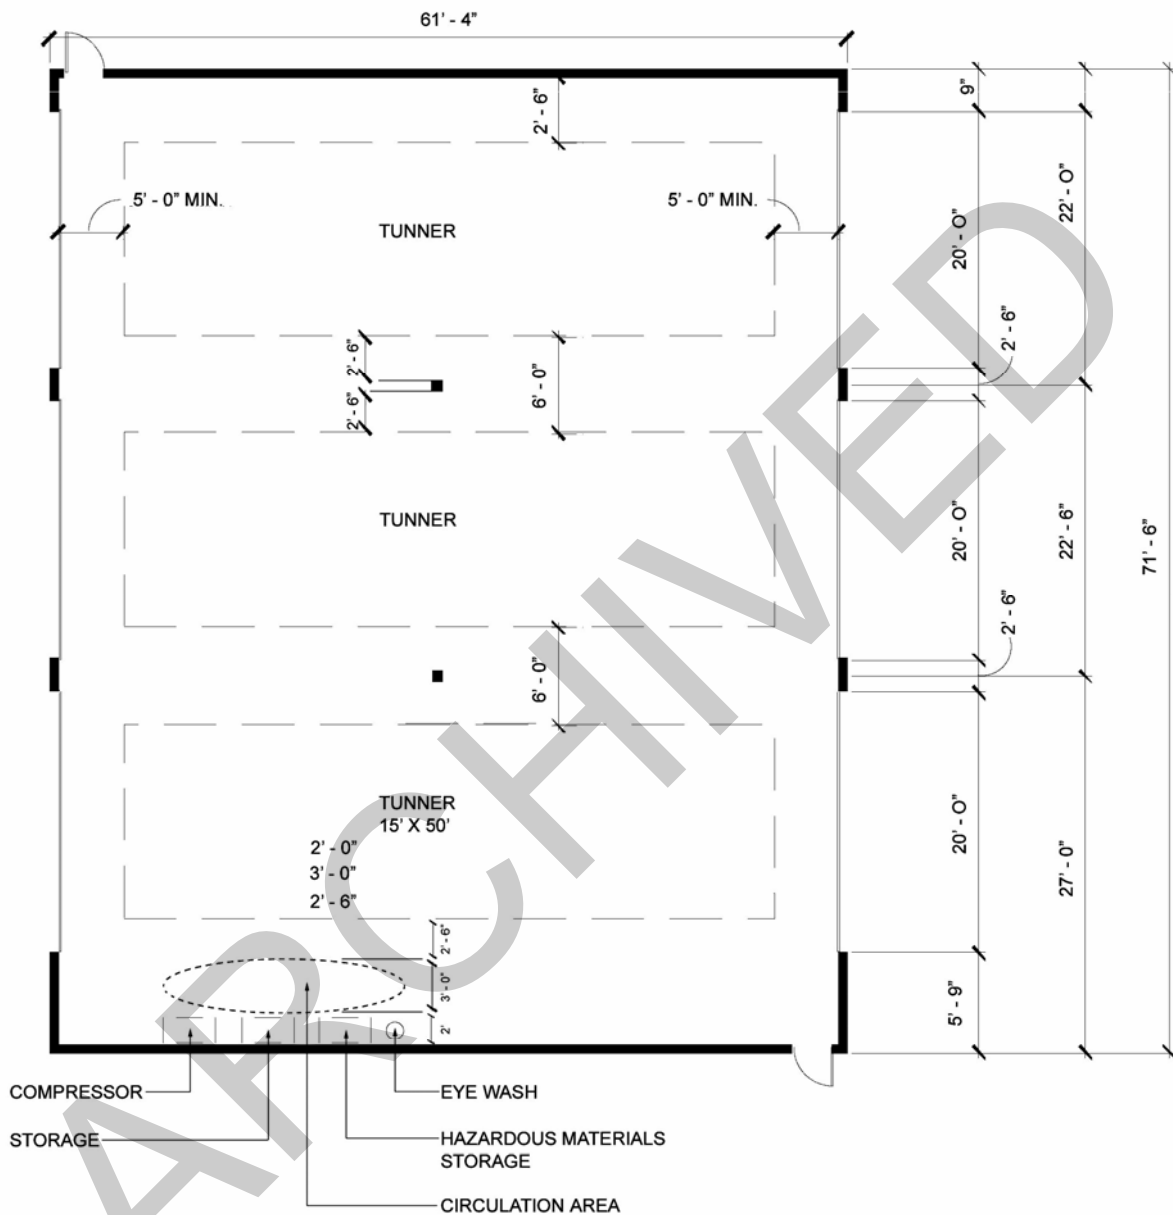 61' - 4"
9"
2' - 6"
5' - 0" MIN.
5' - 0" MIN.
22' - O"
20' - O"
TUNNER
2' - 6"
2' - 6"
6' - 0"
2' - 6"
TUNNER
20' - O"
22' - 6"
71' - 6"
2' - 6"
6' - 0"
TUNNER
15' X 50'
2' - 0"
3' - 0"
2' - 6"
20' - O"
27' - 0"
2' - 6"
3' - 0"
2'
5' - 9"
COMPRESSOR
EYE WASH
STORAGE
HAZARDOUS MATERIALS
STORAGE
CIRCULATION AREA
ARCHIVED